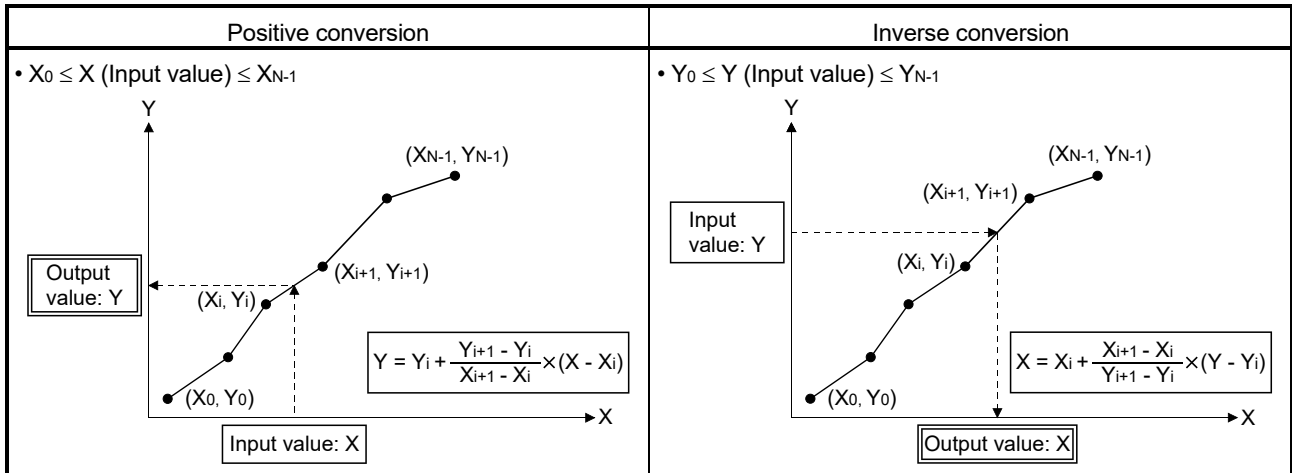 Positive conversion
• X0 ≤ X (Input value) ≤ XN-1
Y
(XN-1, YN-1)
Output
value: Y
(Xi, Yi)
(Xi+1, Yi+1)
Y = Yi + Yi+1 - Yi / Xi+1 - Xi ×(X - Xi)
(X0, Y0)
X
Input value: X
Inverse conversion
• Y0 ≤ Y (Input value) ≤ YN-1
Y
(XN-1, YN-1)
(Xi+1, Yi+1)
Input
value: Y
(Xi, Yi)
X = Xi + Xi+1 - Xi / Yi+1 - Yi ×(Y - Yi)
(X0, Y0)
X
Output value: X